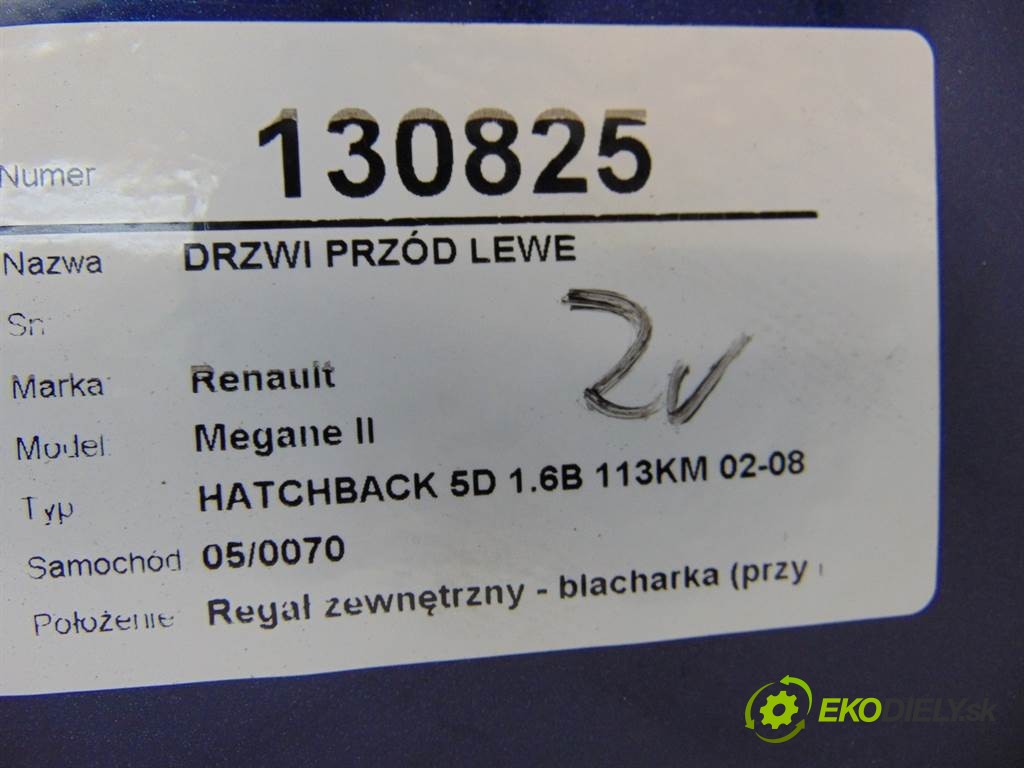 Numer 130825
Nazwa DRZWI PRZÓD LEWE
Sn
Marka Renault
Model Megane II
Typ HATCHBACK 5D 1.6B 113KM 02-08
Samochód 05/0070
Położenie Regał zewnętrzny - blacharka (przy
EKODIELY.sk